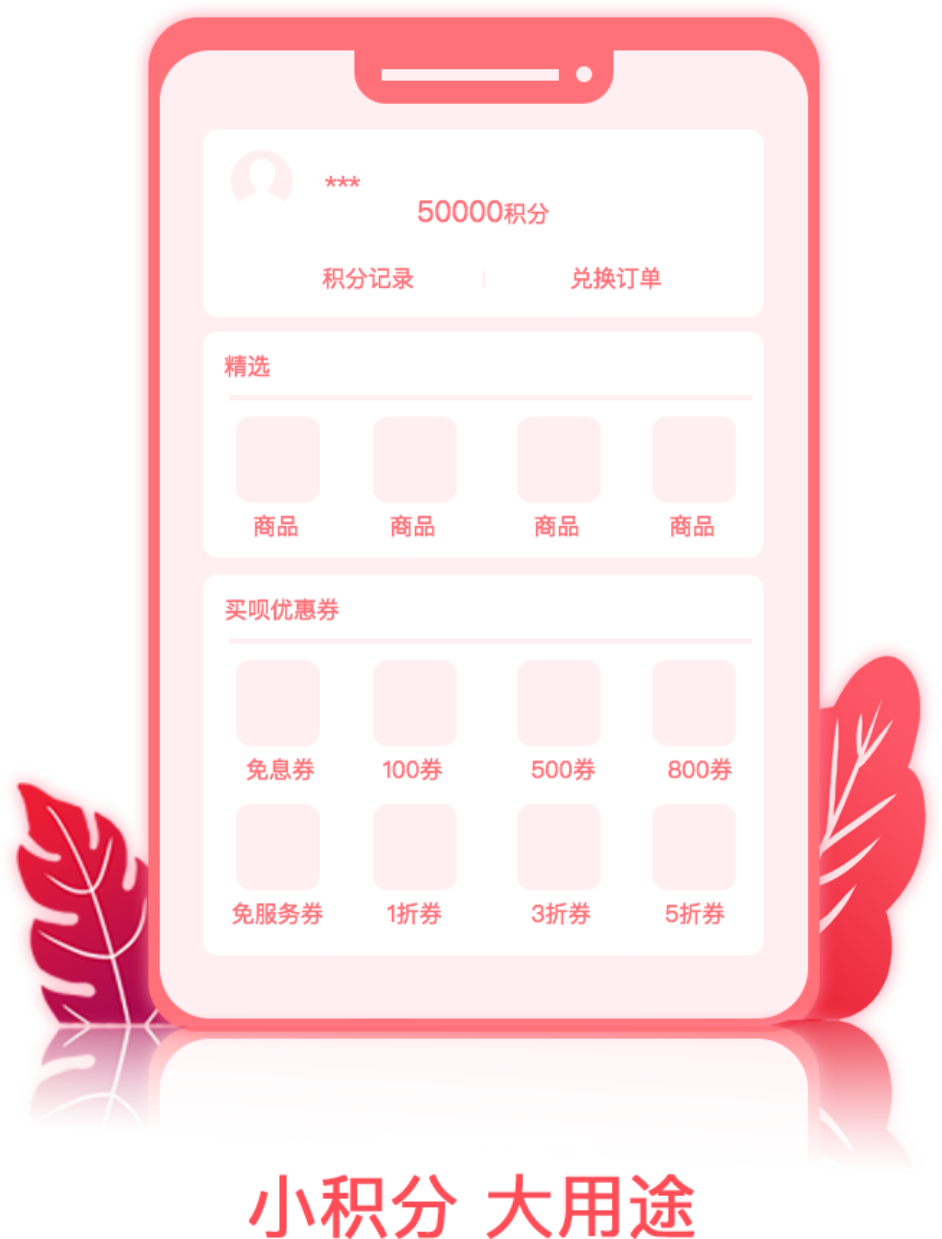 ***
50000积分
积分记录 | 兑换订单
精选
商品 商品 商品 商品
买呗优惠券
免息券 100券 500券 800券
免服务券 1折券 3折券 5折券
小积分 大用途